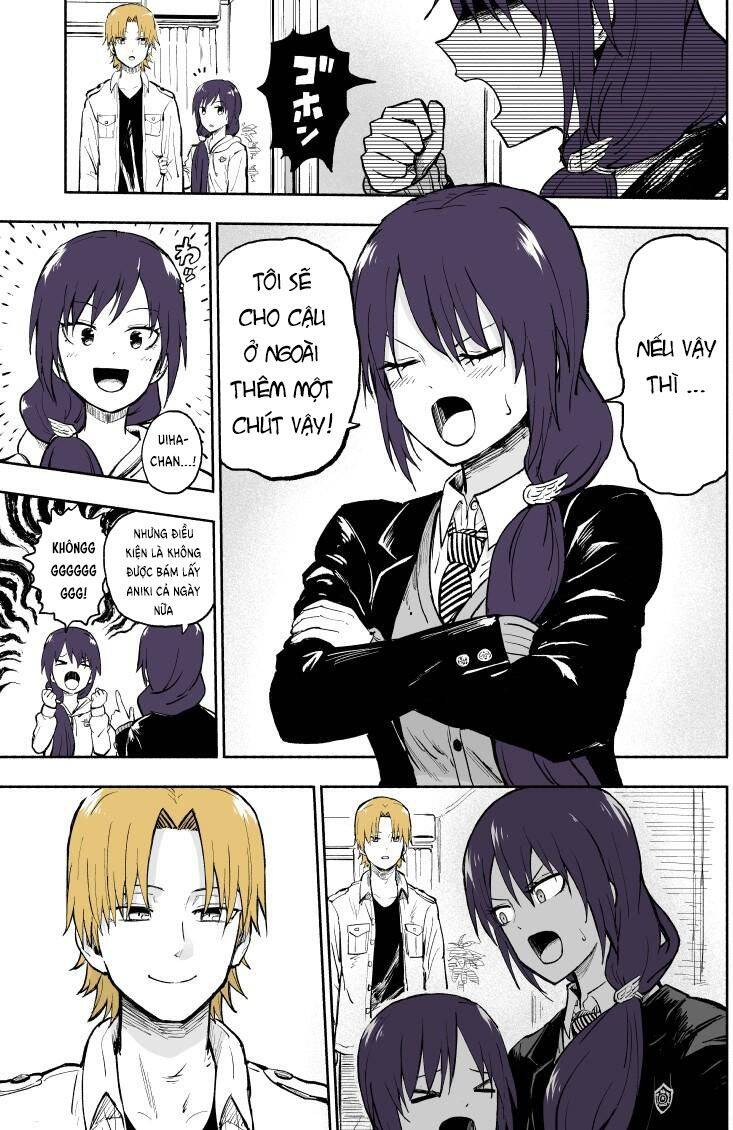 ゴホン
NẾU VẬY
THÌ ...
TÔI SẼ
CHO CẬU
Ở NGOÀI
THÊM MỘT
CHÚT VẬY!
わっ
UIHA-
CHAN...!
NHƯNG ĐIỀU
KIỆN LÀ KHÔNG
ĐƯỢC BÁM LẤY
ANIKI CẢ NGÀY
NỮA
KHÔNGG
GGGGGG
GGG!